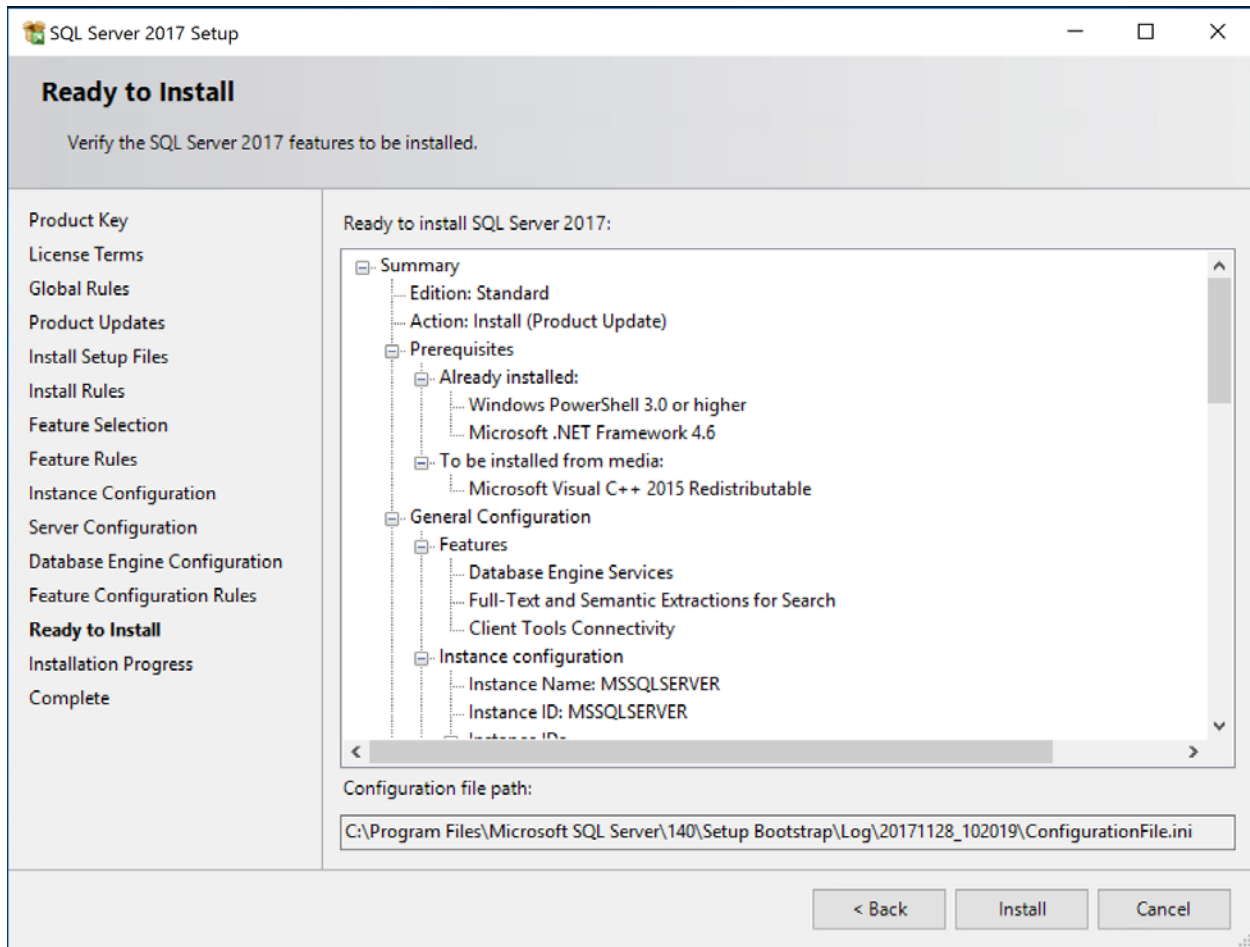 SQL Server 2017 Setup
Ready to Install
Verify the SQL Server 2017 features to be installed.
Product Key
License Terms
Global Rules
Product Updates
Install Setup Files
Install Rules
Feature Selection
Feature Rules
Instance Configuration
Server Configuration
Database Engine Configuration
Feature Configuration Rules
Ready to Install
Installation Progress
Complete
Ready to install SQL Server 2017:
Summary
Edition: Standard
Action: Install (Product Update)
Prerequisites
Already installed:
Windows PowerShell 3.0 or higher
Microsoft .NET Framework 4.6
To be installed from media:
Microsoft Visual C++ 2015 Redistributable
General Configuration
Features
Database Engine Services
Full-Text and Semantic Extractions for Search
Client Tools Connectivity
Instance configuration
Instance Name: MSSQLSERVER
Instance ID: MSSQLSERVER
Instance IDs
Configuration file path:
C:\Program Files\Microsoft SQL Server\140\Setup Bootstrap\Log\20171128_102019\ConfigurationFile.ini
< Back
Install
Cancel